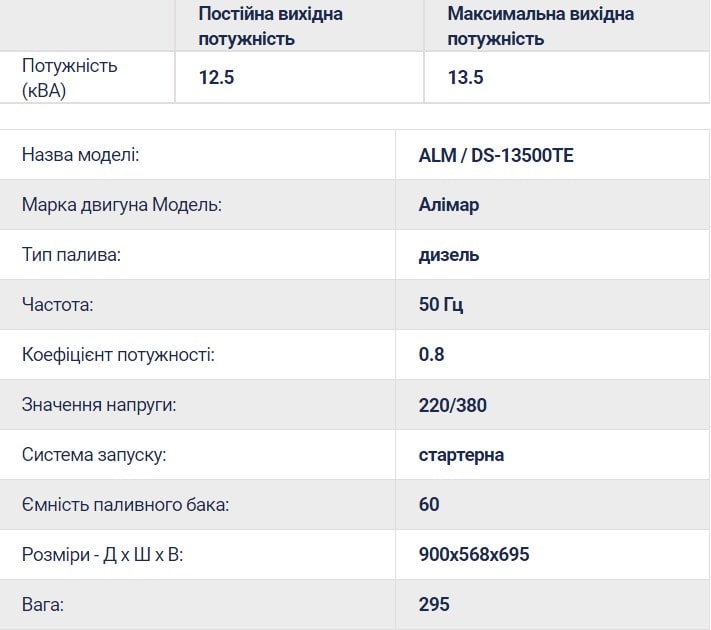 Постійна вихідна Максимальна вихідна
потужність потужність
Потужність
(кВА) 12.5 13.5
Назва моделі: ALM / DS-13500TE
Марка двигуна Модель: Алімар
Тип палива: дизель
Частота: 50 Гц
Коефіцієнт потужності: 0.8
Значення напруги: 220/380
Система запуску: стартерна
Ємність паливного бака: 60
Розміри - Д х Ш х В: 900х568х695
Вага: 295